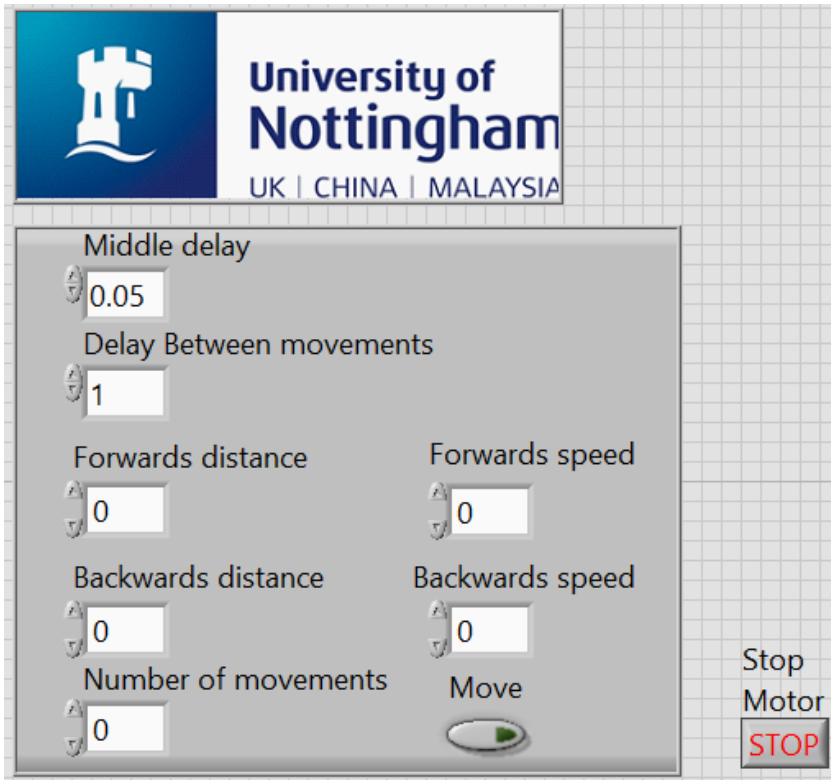 University of
Nottingham
UK | CHINA | MALAYSIA
Middle delay
0.05
Delay Between movements
1
Forwards distance
Forwards speed
0
0
Backwards distance
Backwards speed
0
0
Number of movements
Move
0
Stop
Motor
STOP